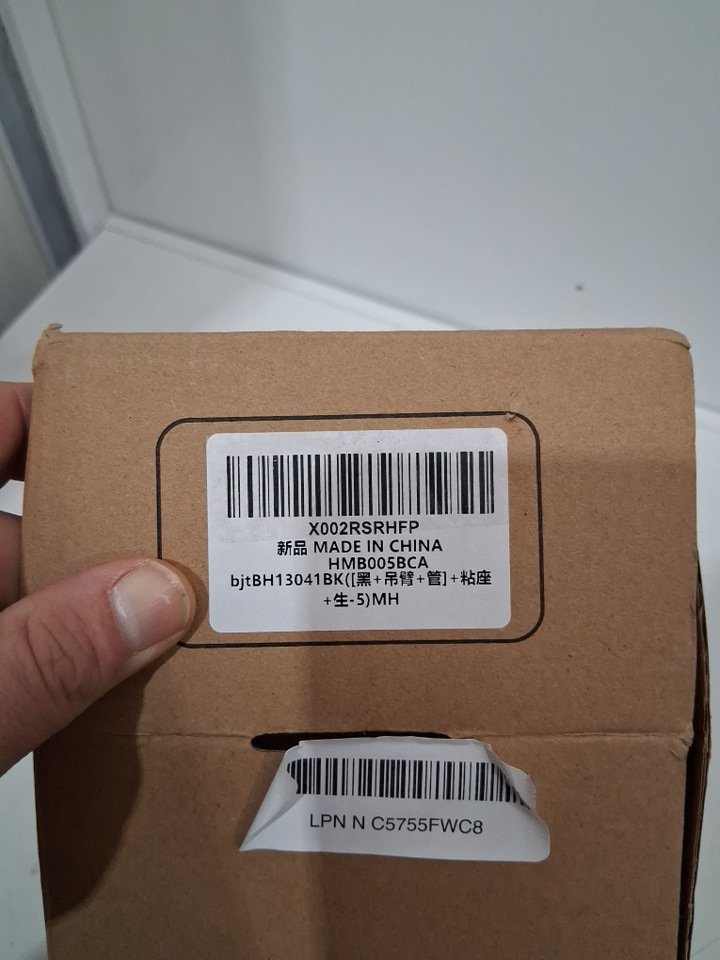 X002RSRHFP
新品 MADE IN CHINA
HMB005BCA
bjtBH13041BK([黑+吊臂+管]+粘座
+生-5)MH
LPN N C5755FWC8